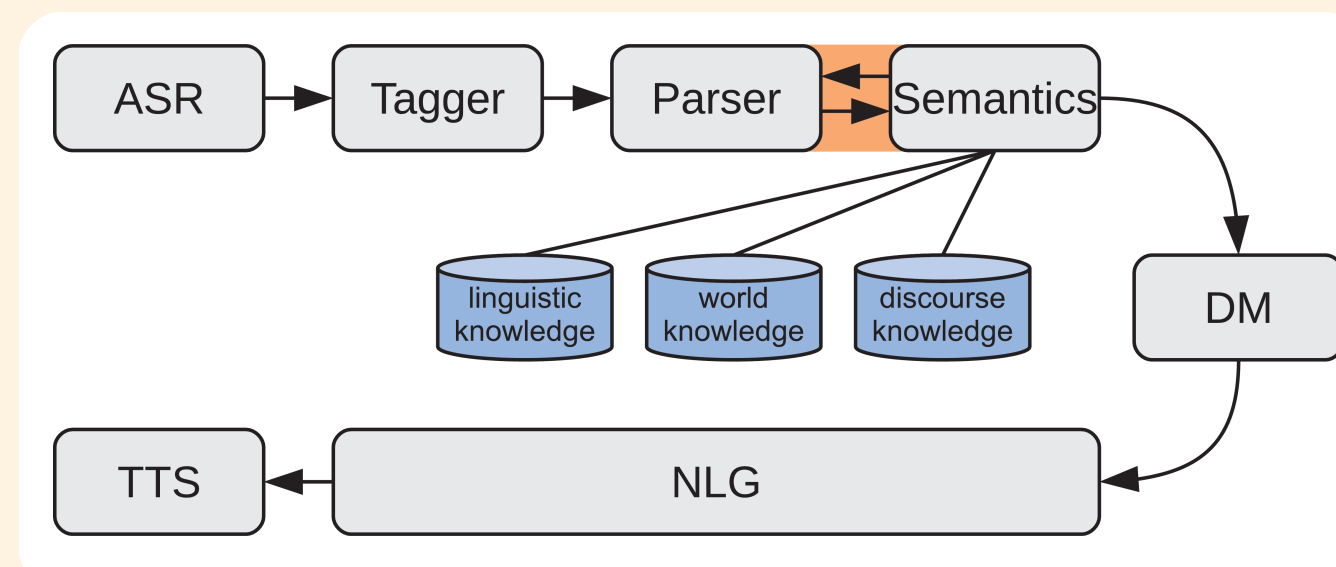 ASR
Tagger
Parser
Semantics
linguistic
knowledge
world
knowledge
discourse
knowledge
DM
TTS
NLG